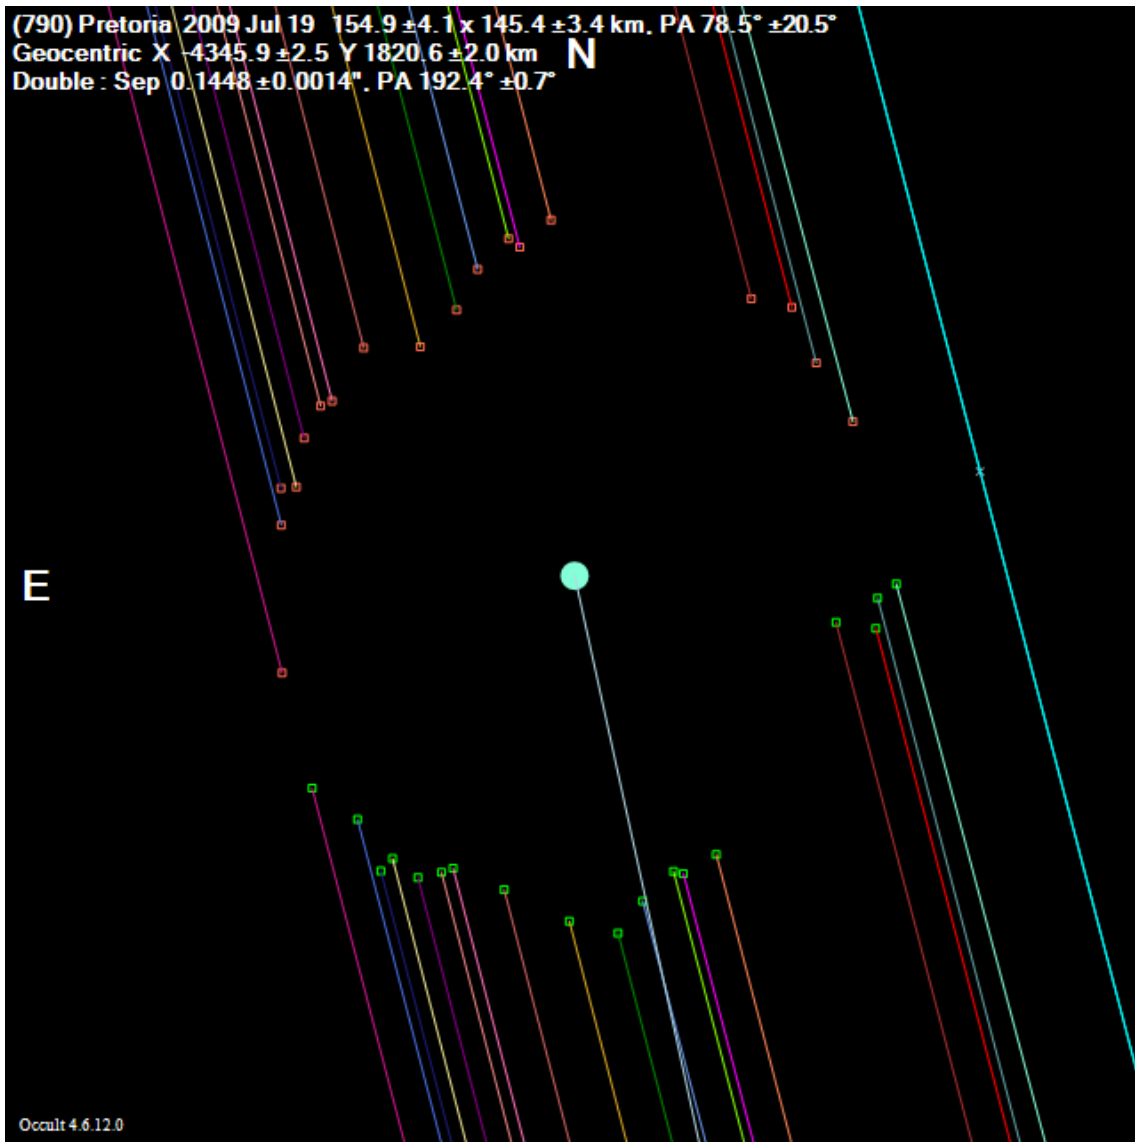 (790) Pretoria 2009 Jul 19 154.9 ±4.1 x 145.4 ±3.4 km, PA 78.5° ±20.5°
Geocentric X -4345.9 ±2.5 Y 1820.6 ±2.0 km
Double : Sep 0.1448 ±0.0014", PA 192.4° ±0.7°
N
E
Occult 4.6.12.0